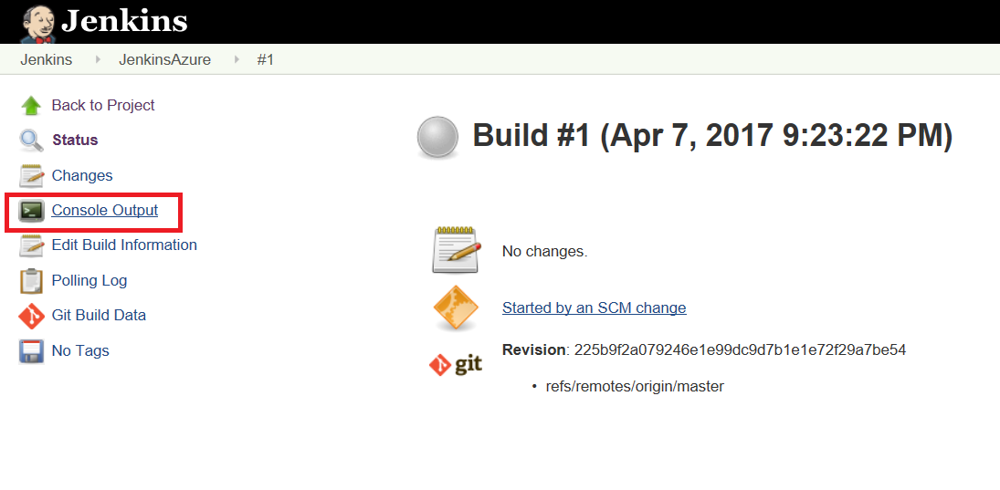 Jenkins
Jenkins JenkinsAzure #1
Back to Project
Status
Changes
Console Output
Edit Build Information
Polling Log
Git Build Data
No Tags
Build #1 (Apr 7, 2017 9:23:22 PM)
No changes.
Started by an SCM change
git
Revision: 225b9f2a079246e1e99dc9d7b1e1e72f29a7be54
• refs/remotes/origin/master